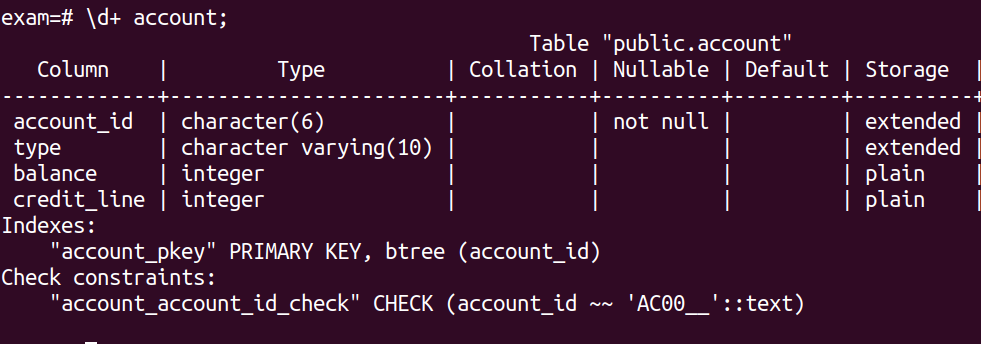 exam=# \d+ account;
                                           Table "public.account"
   Column    |         Type          | Collation | Nullable | Default | Storage  |
-------------+-----------------------+-----------+----------+---------+----------+
 account_id  | character(6)          |           | not null |         | extended |
 type        | character varying(10) |           |          |         | extended |
 balance     | integer               |           |          |         | plain    |
 credit_line | integer               |           |          |         | plain    |
Indexes:
    "account_pkey" PRIMARY KEY, btree (account_id)
Check constraints:
    "account_account_id_check" CHECK (account_id ~~ 'AC00__'::text)